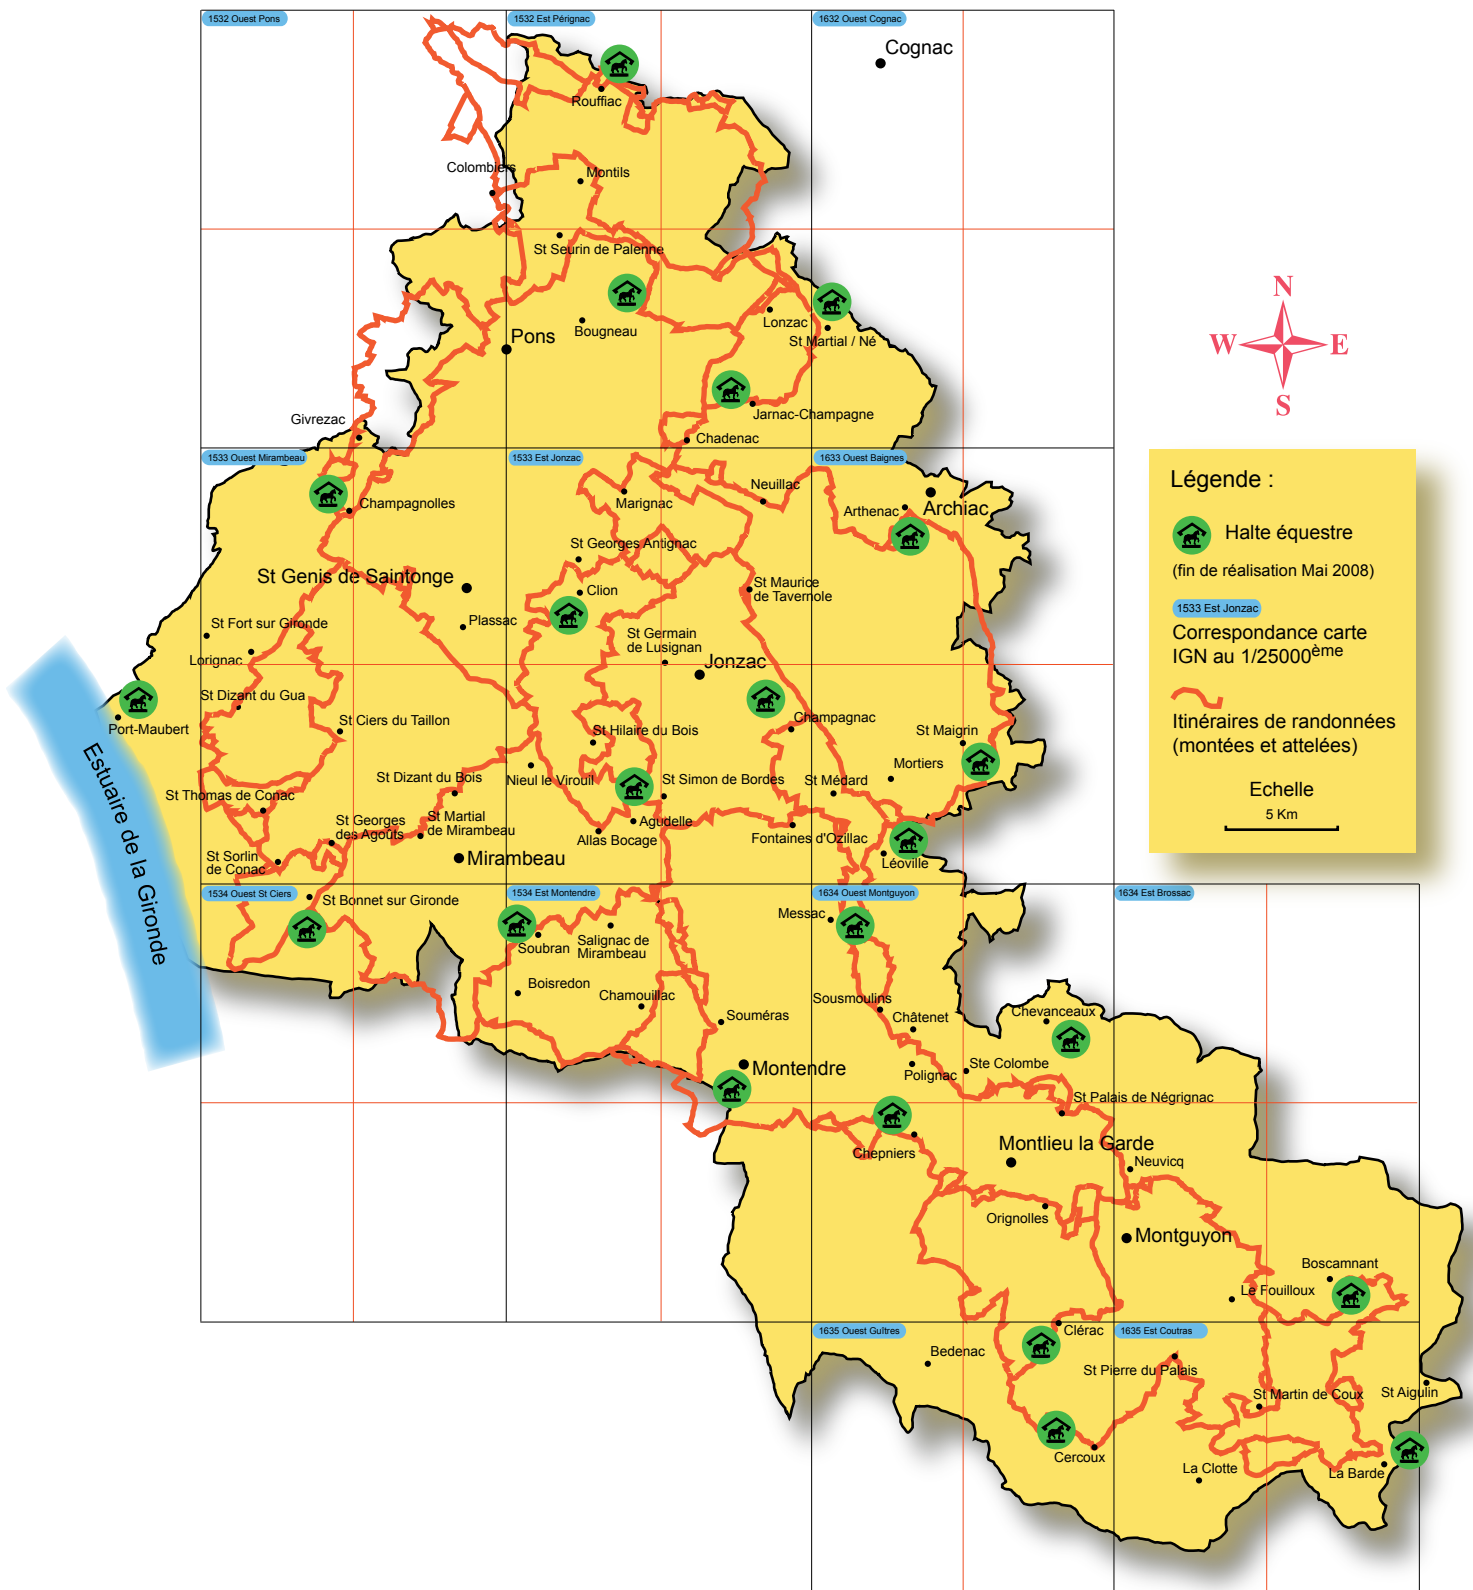 1532 Ouest Pons
1532 Est Pérignac
1632 Ouest Cognac
Cognac
Rouffiac
Colombiers
Montils
St Seurin de Palenne
Bougneau
Pons
Lonzac
St Martial / Né
Jarnac-Champagne
Chadenac
Givrezac
N
W
E
S
1533 Ouest Mirambeau
1533 Est Jonzac
1633 Ouest Baignes
Champagnolles
Marignac
Neuillac
Arthenac
Archiac
St Georges Antignac
St Genis de Saintonge
Clion
St Maurice
de Tavernole
Plassac
St Fort sur Gironde
Lorignac
St Germain
de Lusignan
Jonzac
St Dizant du Gua
Port-Maubert
St Ciers du Taillon
St Hilaire du Bois
Champagnac
St Maigrin
Mortiers
St Dizant du Bois
Nieul le Virouil
St Simon de Bordes
St Médard
St Thomas de Conac
St Georges
des Agoûts
St Martial
de Mirambeau
Agudelle
Allas Bocage
Fontaines d'Ozillac
Léoville
St Sorlin
de Conac
Mirambeau
Estuaire de la Gironde
Légende :
Halte équestre
(fin de réalisation Mai 2008)
1533 Est Jonzac
Correspondance carte
IGN au 1/25000ème
Itinéraires de randonnées
(montées et attelées)
Echelle
5 Km
1534 Ouest St Ciers
1534 Est Montendre
1634 Ouest Montguyon
1634 Est Brossac
St Bonnet sur Gironde
Soubran
Salignac de
Mirambeau
Messac
Boisredon
Chamouillac
Souméras
Sousmoulins
Châtenet
Chevanceaux
Montendre
Polignac
Ste Colombe
St Palais de Négrignac
Chepniers
Montlieu la Garde
Neuvicq
Orignolles
Montguyon
Boscamnant
Le Fouilloux
1635 Ouest Guîtres
1635 Est Coutras
Clérac
Bedenac
St Pierre du Palais
St Martin de Coux
St Aigulin
Cercoux
La Clotte
La Barde